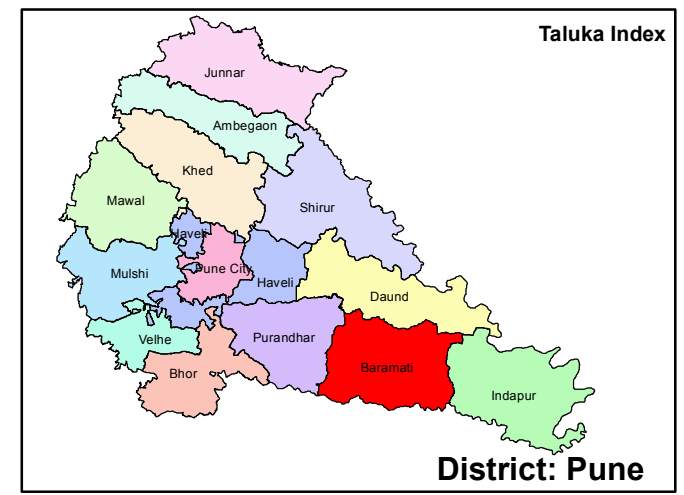 Taluka Index
Junnar
Ambegaon
Khed
Mawal
Shirur
Haveli
Mulshi
Pune City
Haveli
Daund
Velhe
Purandhar
Bhor
Baramati
Indapur
District: Pune